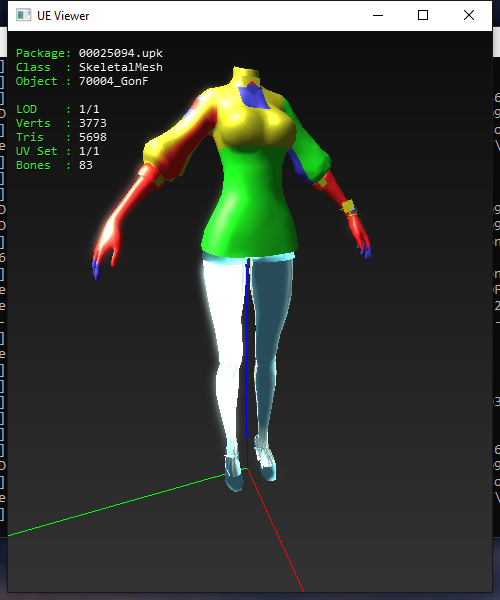 UE Viewer
Package: 00025094.upk
Class  : SkeletalMesh
Object : 70004_GonF
LOD    : 1/1
Verts  : 3773
Tris   : 5698
UV Set : 1/1
Bones  : 83